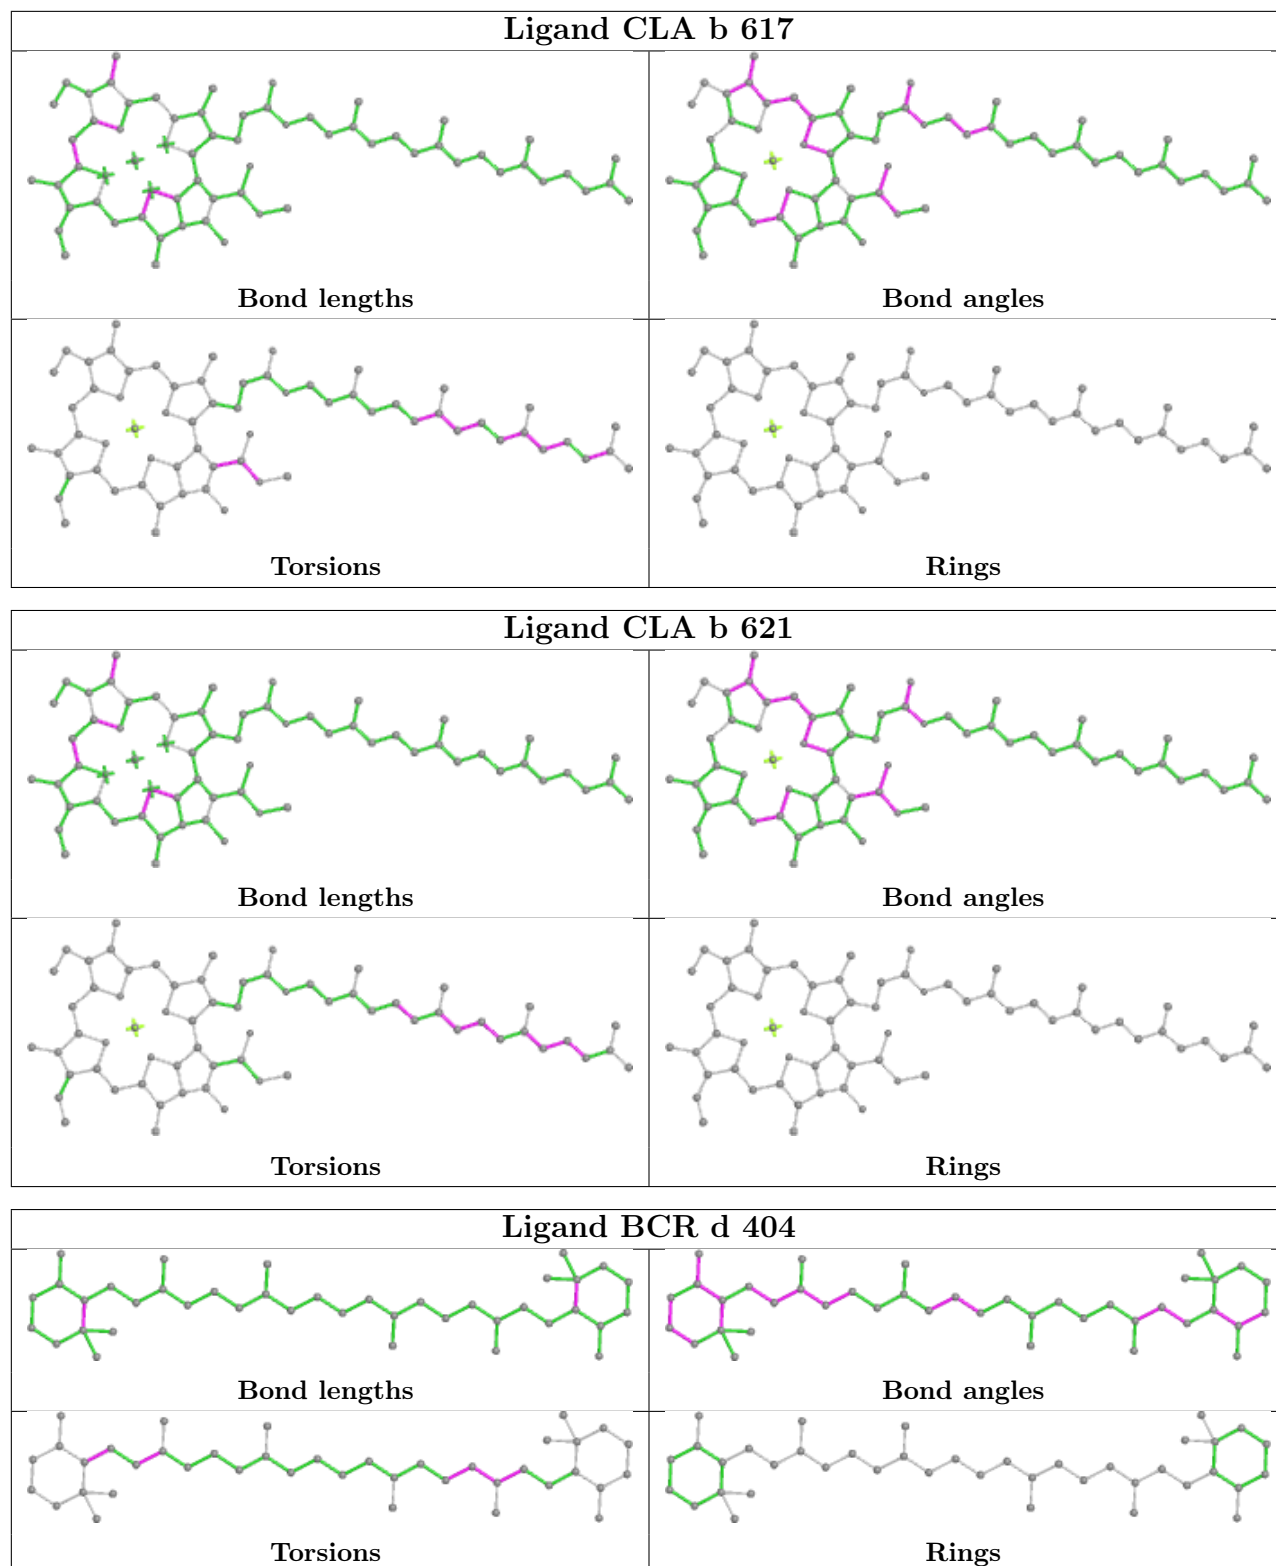 Ligand CLA b 617
Bond lengths
Bond angles
Torsions
Rings
Ligand CLA b 621
Bond lengths
Bond angles
Torsions
Rings
Ligand BCR d 404
Bond lengths
Bond angles
Torsions
Rings